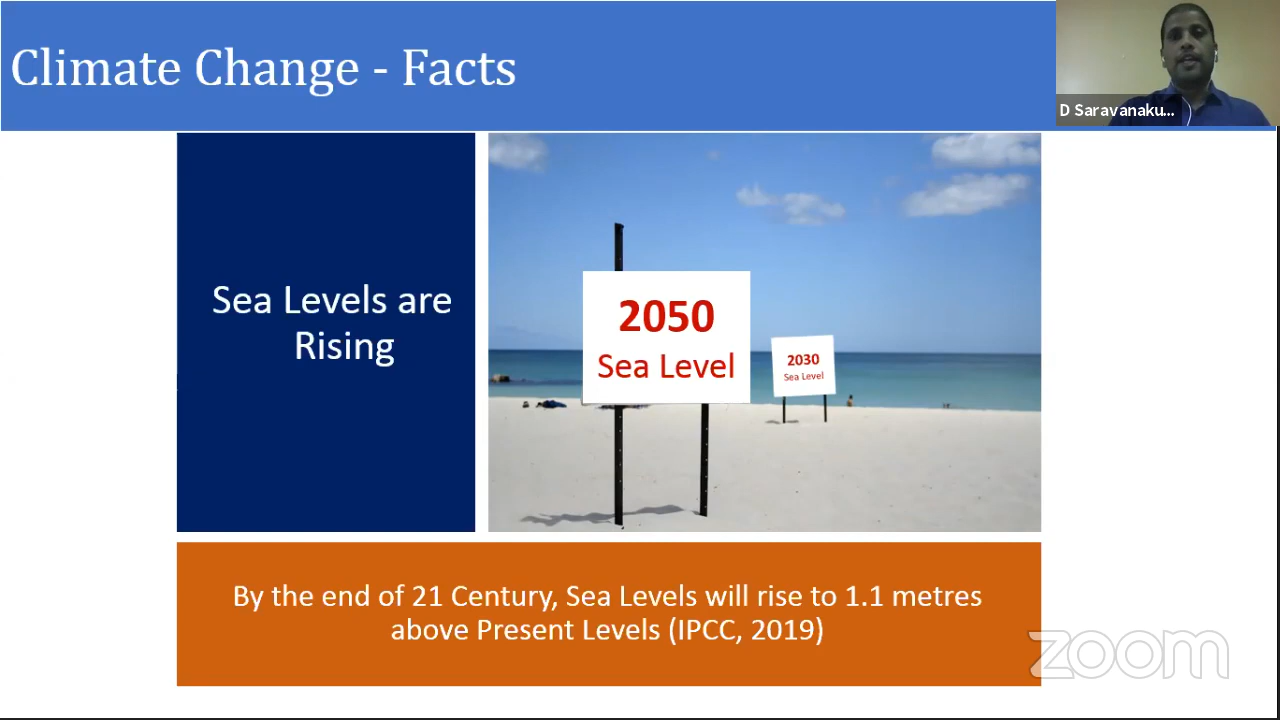 Climate Change - Facts
D Saravanaku...
Sea Levels are
Rising
2050
Sea Level
2030
Sea Level
By the end of 21 Century, Sea Levels will rise to 1.1 metres
above Present Levels (IPCC, 2019)
zoom